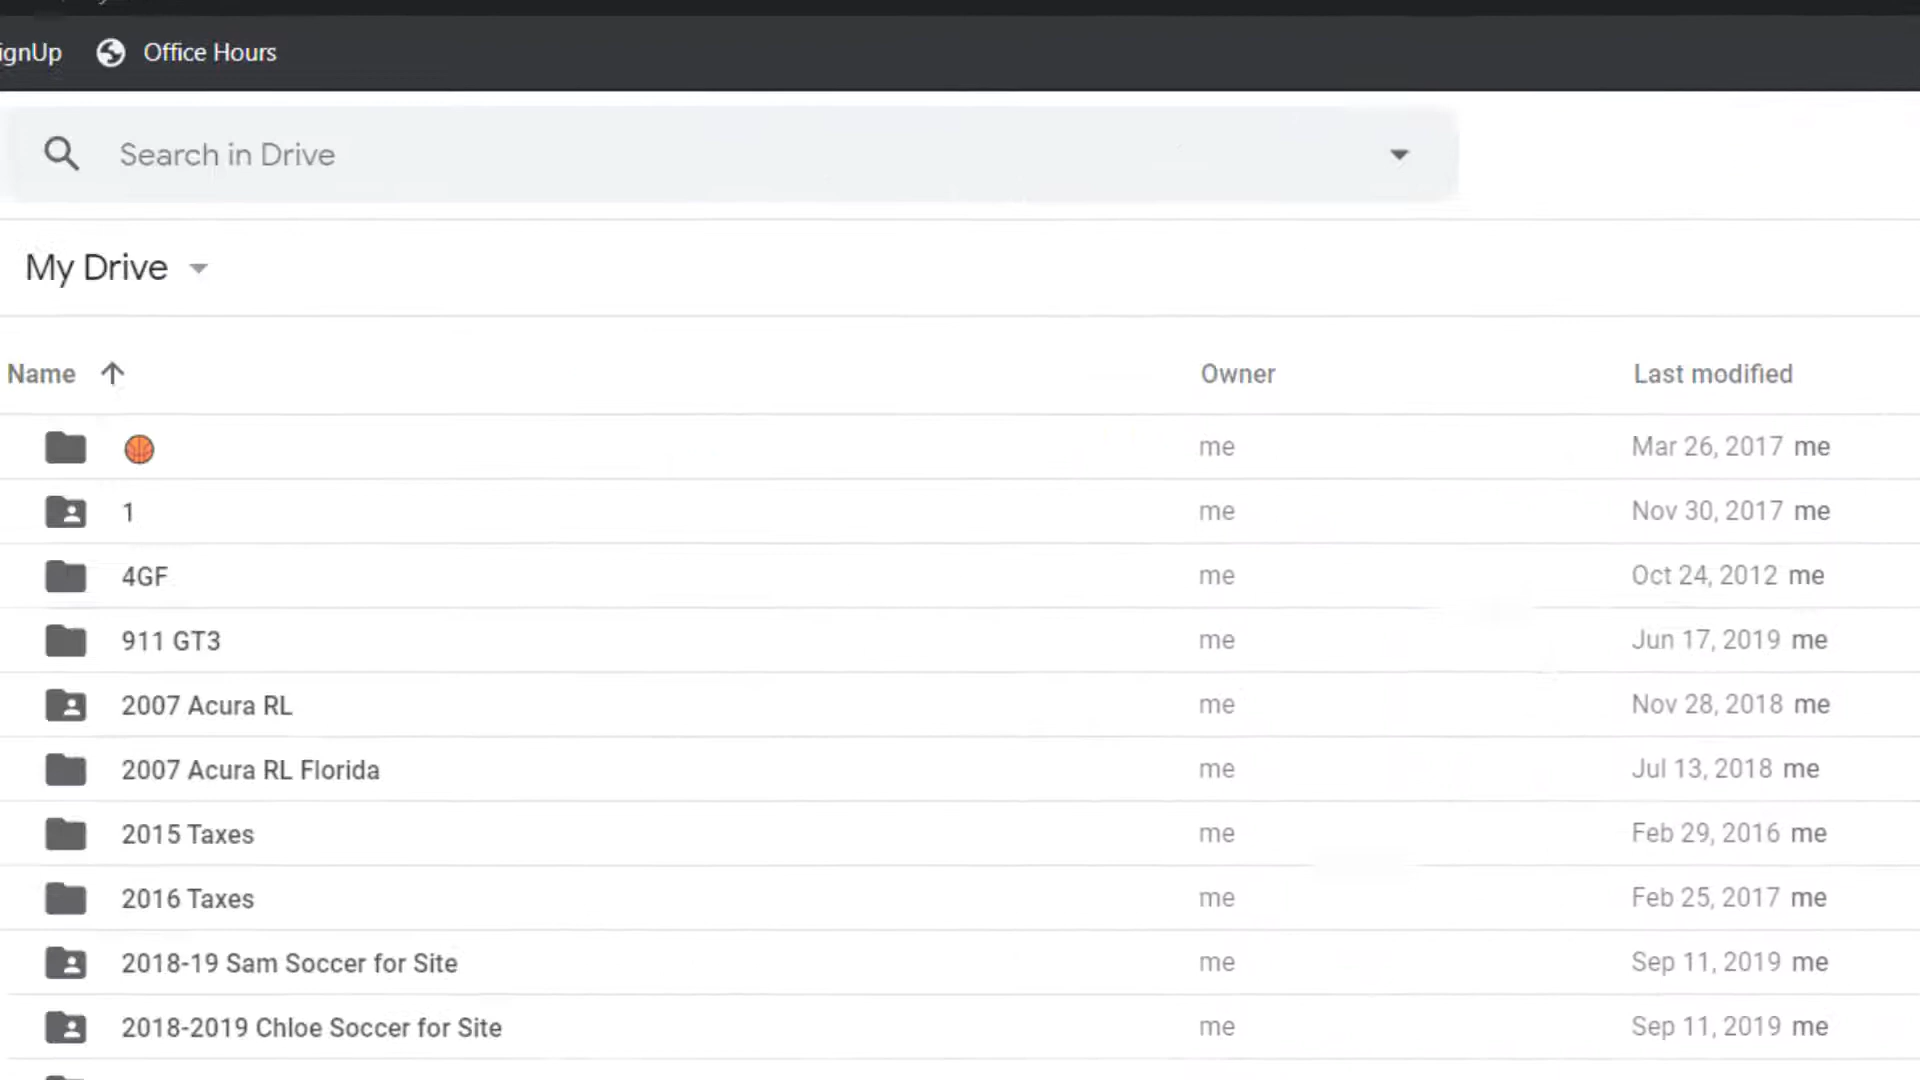 ignUp Office Hours
Search in Drive
My Drive
Name Owner Last modified
🏀 me Mar 26, 2017 me
1 me Nov 30, 2017 me
4GF me Oct 24, 2012 me
911 GT3 me Jun 17, 2019 me
2007 Acura RL me Nov 28, 2018 me
2007 Acura RL Florida me Jul 13, 2018 me
2015 Taxes me Feb 29, 2016 me
2016 Taxes me Feb 25, 2017 me
2018-19 Sam Soccer for Site me Sep 11, 2019 me
2018-2019 Chloe Soccer for Site me Sep 11, 2019 me